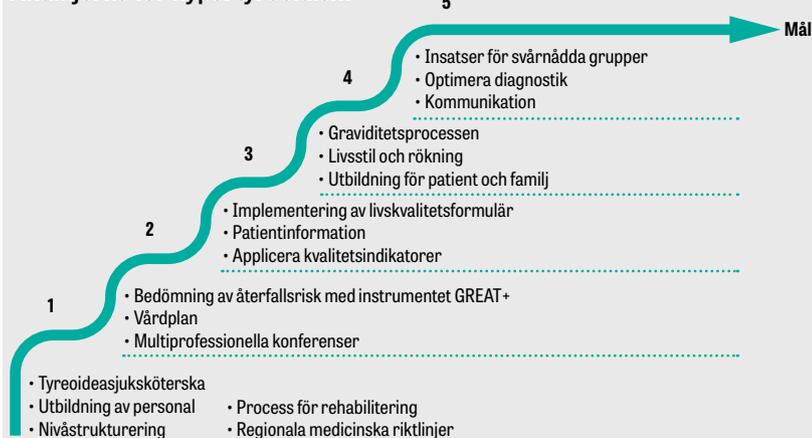 5
Mål
• Insatser för svårnådda grupper
• Optimera diagnostik
• Kommunikation
4
• Graviditetsprocessen
• Livsstil och rökning
• Utbildning för patient och familj
3
• Implementering av livskvalitetsformulär
• Patientinformation
• Applicera kvalitetsindikatorer
2
• Bedömning av återfallsrisk med instrumentet GREAT+
• Vårdplan
• Multiprofessionella konferenser
1
• Tyreoideasjuksköterska
• Utbildning av personal
• Nivåstrukturering
• Process för rehabilitering
• Regionala medicinska riktlinjer